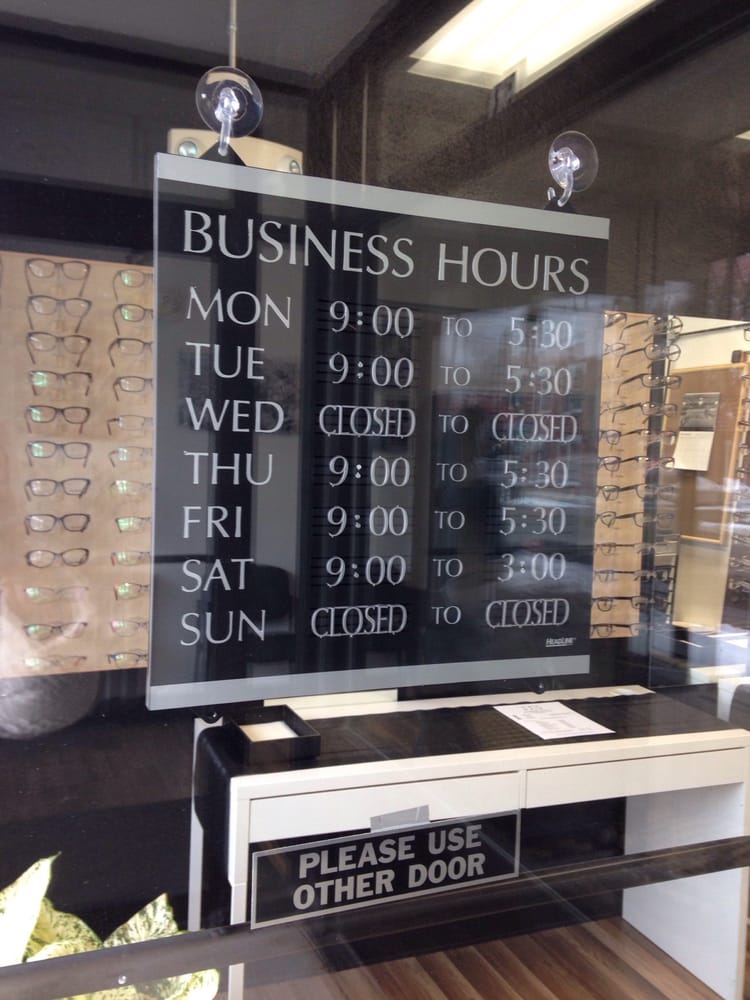 BUSINESS HOURS
MON 9:00 TO 5:30
TUE 9:00 TO 5:30
WED CLOSED TO CLOSED
THU 9:00 TO 5:30
FRI 9:00 TO 5:30
SAT 9:00 TO 3:00
SUN CLOSED TO CLOSED
HEADLINE
PLEASE USE
OTHER DOOR